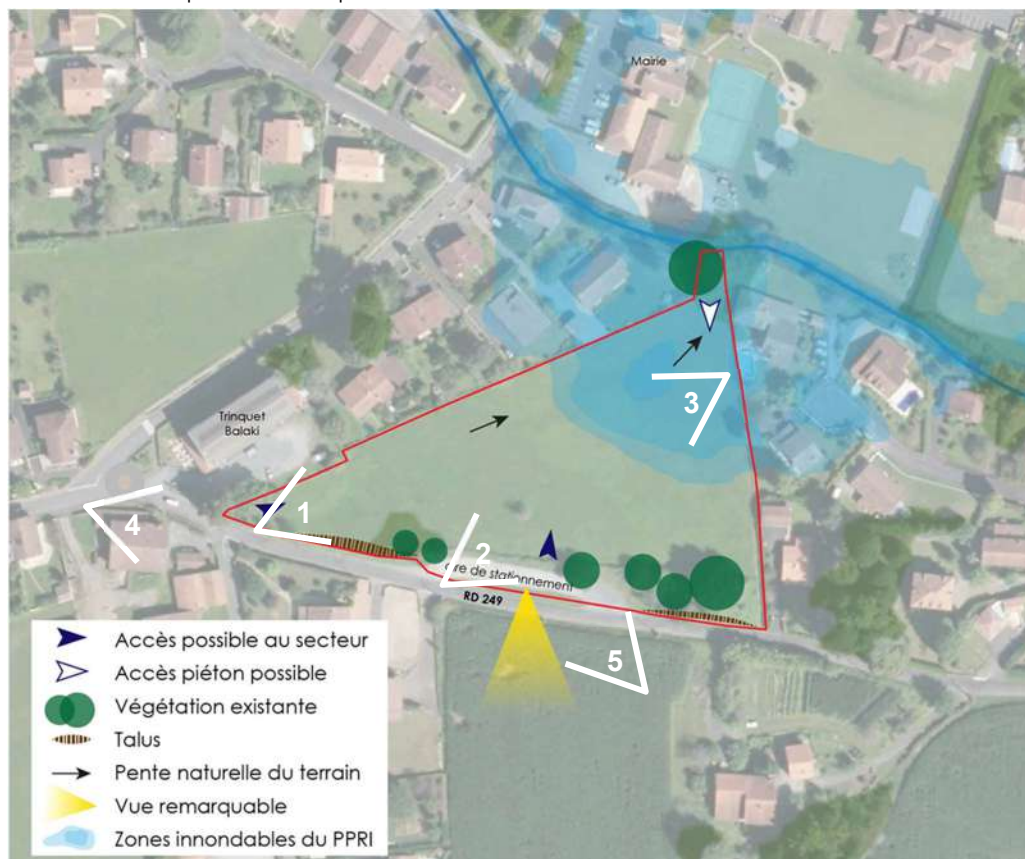 Mairie
Trinquet
Balaki
1
2
3
4
5
aire de stationnement
RD 249
Accès possible au secteur
Accès piéton possible
Végétation existante
Talus
Pente naturelle du terrain
Vue remarquable
Zones innondables du PPRI